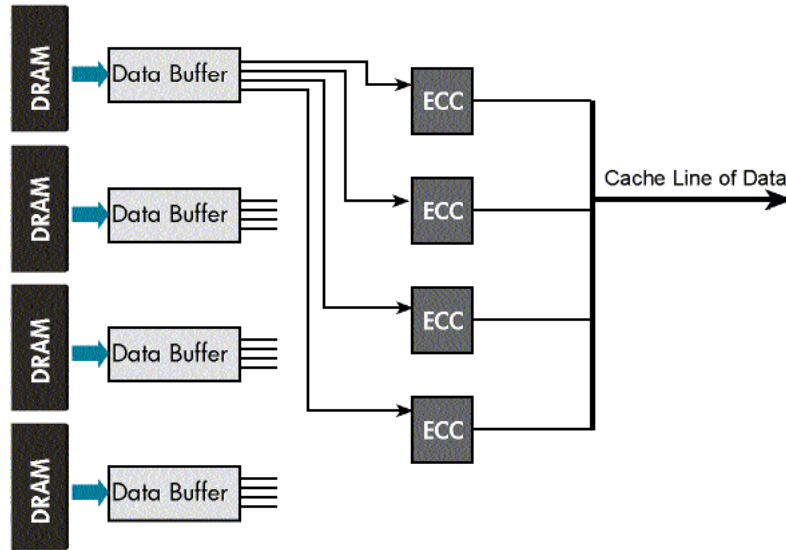 DRAM
Data Buffer
ECC
Cache Line of Data
DRAM
Data Buffer
ECC
DRAM
Data Buffer
ECC
DRAM
Data Buffer
ECC